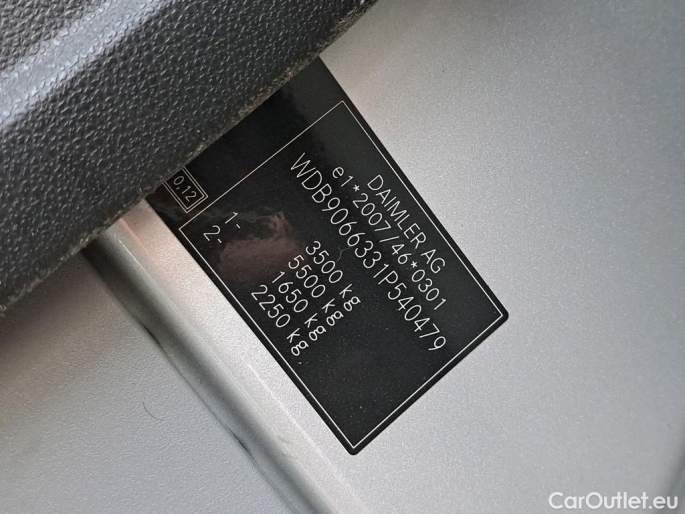 DAIMLER AG
e1*2007/46*0301
WDB9066331P540479
3500 kg
5500 kg
1- 1650 kg
2- 2250 kg.
0,12
CarOutlet.eu